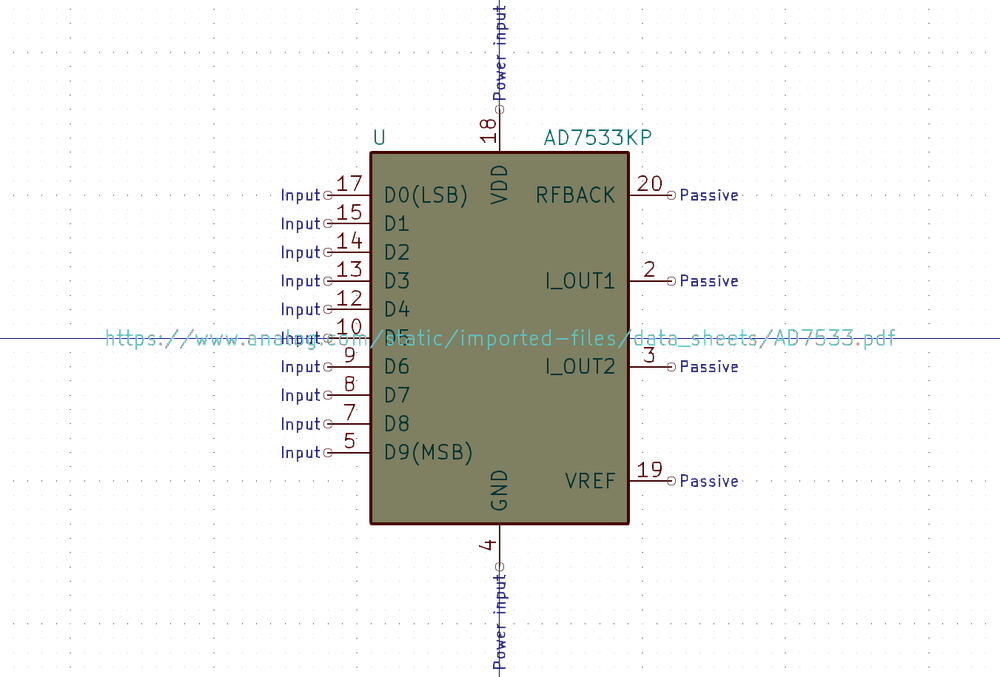 Power input
18
U AD7533KP
VDD
Input 17 D0(LSB) RFBACK 20 Passive
Input 15 D1
Input 14 D2
Input 13 D3 I_OUT1 2 Passive
Input 12 D4
Input 10 D5
https://www.analog.com/static/imported-files/data_sheets/AD7533.pdf
Input 9 D6 I_OUT2 3 Passive
Input 8 D7
Input 7 D8
Input 5 D9(MSB)
VREF 19 Passive
GND
4
Power input